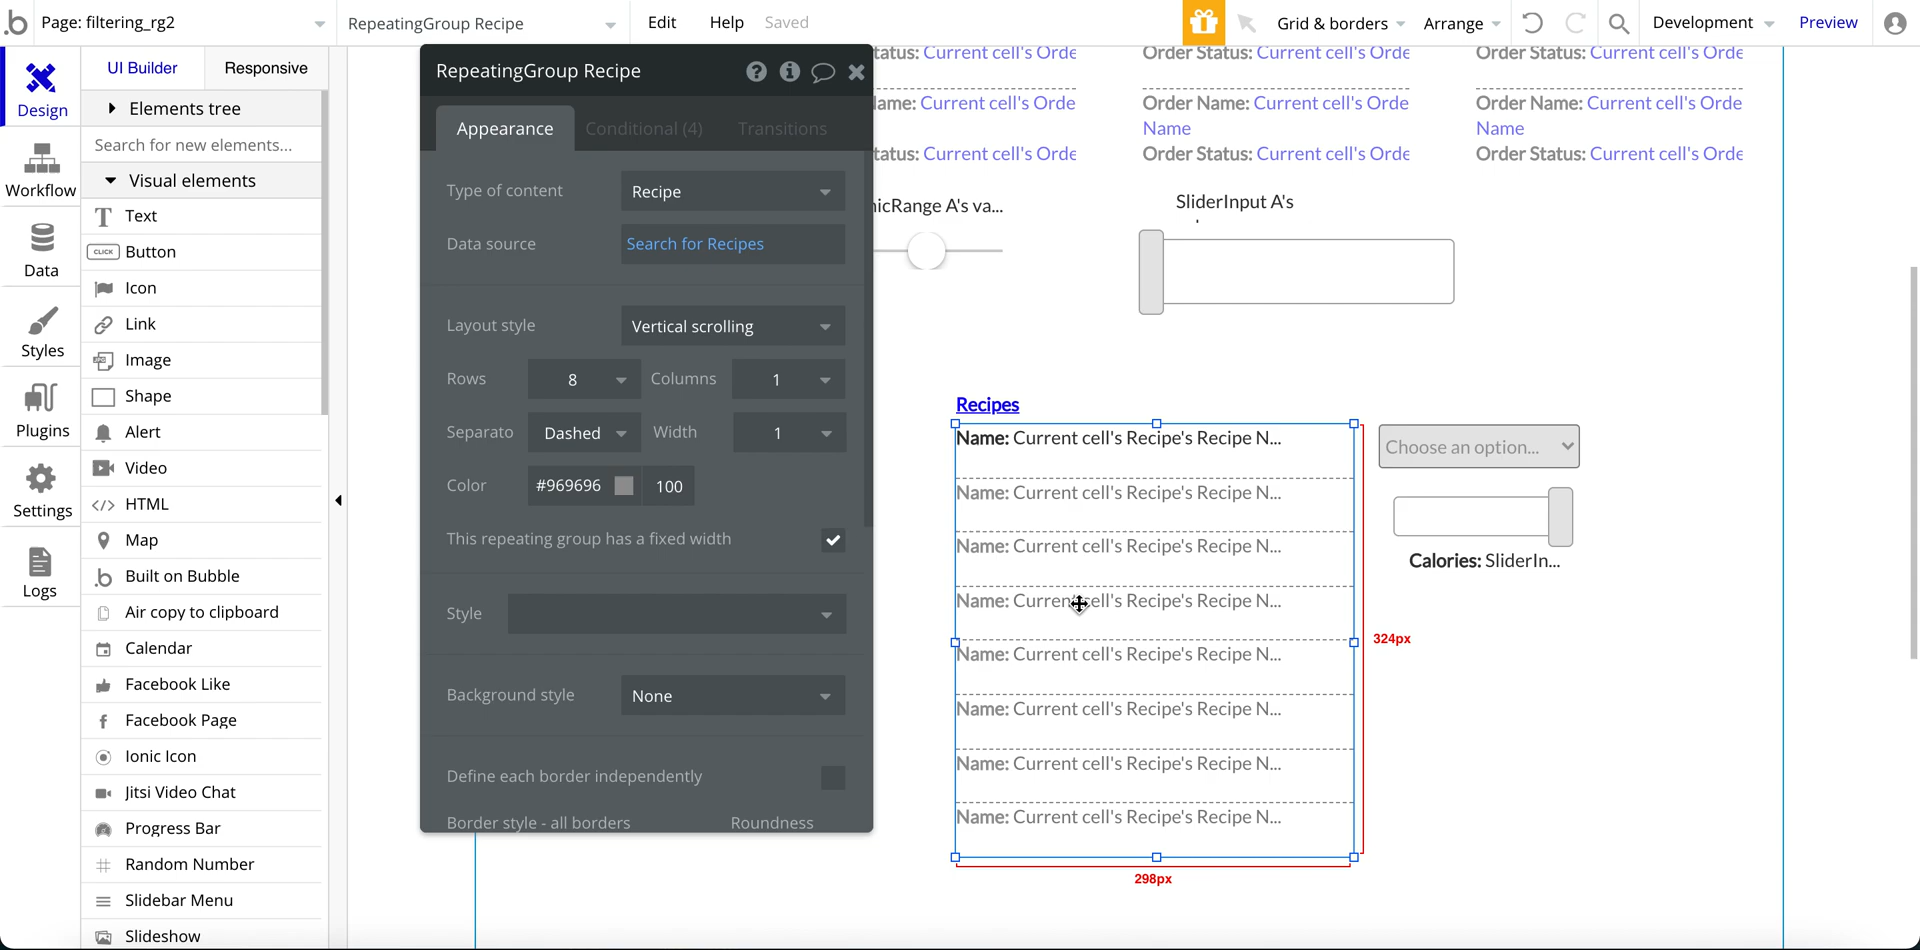 Page: filtering_rg2
RepeatingGroup Recipe
Edit
Help
Saved
Grid & borders
Arrange
Development
Preview
Design
Workflow
Data
Styles
Plugins
Settings
Logs
UI Builder
Responsive
Elements tree
Search for new elements...
Visual elements
Text
CLICK
Button
Icon
Link
Image
Shape
Alert
Video
HTML
Map
Built on Bubble
Air copy to clipboard
Calendar
Facebook Like
Facebook Page
Ionic Icon
Jitsi Video Chat
Progress Bar
Random Number
Slidebar Menu
Slideshow
RepeatingGroup Recipe
Appearance
Conditional (4)
Transitions
Type of content
Recipe
Data source
Search for Recipes
Layout style
Vertical scrolling
Rows
8
Columns
1
Separato
Dashed
Width
1
Color
#969696
100
This repeating group has a fixed width
Style
Background style
None
Define each border independently
Border style - all borders
Roundness
tatus: Current cell's Orde
Order Status: Current cell's Orde
Order Status: Current cell's Orde
lame: Current cell's Orde
Order Name: Current cell's Orde
Name
Order Name: Current cell's Orde
Name
tatus: Current cell's Orde
Order Status: Current cell's Orde
Order Status: Current cell's Orde
nicRange A's va...
SliderInput A's
Recipes
Name: Current cell's Recipe's Recipe N...
Name: Current cell's Recipe's Recipe N...
Name: Current cell's Recipe's Recipe N...
Name: Current cell's Recipe's Recipe N...
Name: Current cell's Recipe's Recipe N...
Name: Current cell's Recipe's Recipe N...
Name: Current cell's Recipe's Recipe N...
Name: Current cell's Recipe's Recipe N...
Choose an option...
Calories: SliderIn...
324px
298px